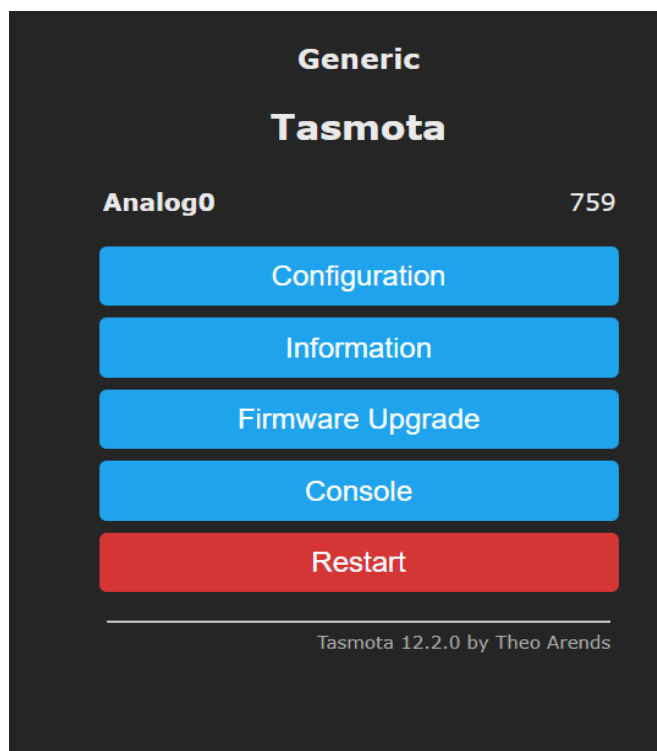 Generic
Tasmota
Analog0 759
Configuration
Information
Firmware Upgrade
Console
Restart
Tasmota 12.2.0 by Theo Arends